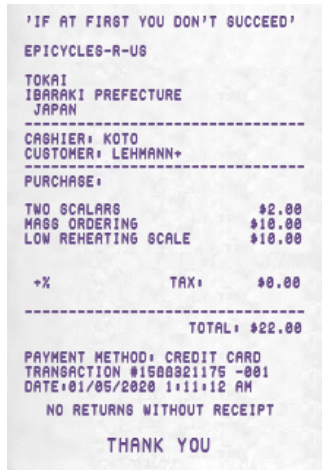 'IF AT FIRST YOU DON'T SUCCEED'
EPICYCLES-R-US
TOKAI
IBARAKI PREFECTURE
JAPAN
CASHIER: KOTO
CUSTOMER: LEHMANN+
PURCHASE:
TWO SCALARS $2.00
MASS ORDERING $10.00
LOW REHEATING SCALE $10.00
+% TAX: $0.00
TOTAL: $22.00
PAYMENT METHOD: CREDIT CARD
TRANSACTION #1588321175 -001
DATE:01/05/2020 1:11:12 AM
NO RETURNS WITHOUT RECEIPT
THANK YOU